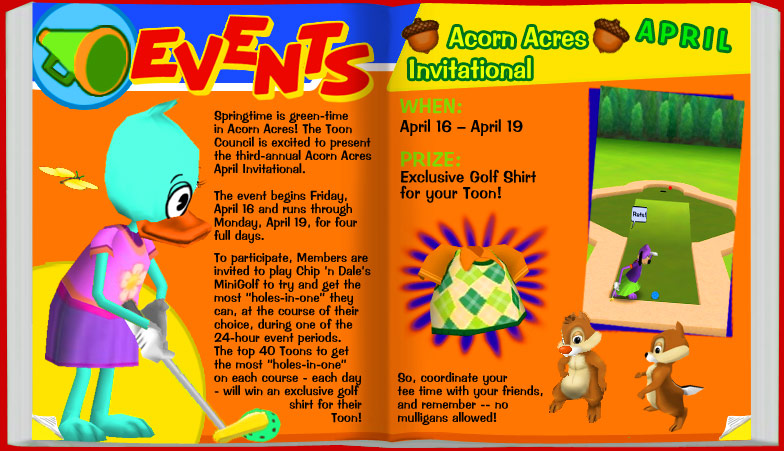 EVENTS
Springtime is green-time
in Acorn Acres! The Toon
Council is excited to present
the third-annual Acorn Acres
April Invitational.
The event begins Friday,
April 16 and runs through
Monday, April 19, for four
full days.
To participate, Members are
invited to play Chip 'n Dale's
MiniGolf to try and get the
most "holes-in-one" they
can, at the course of their
choice, during one of the
24-hour event periods.
The top 40 Toons to get
the most "holes-in-one"
on each course - each day
- will win an exclusive golf
shirt for their
Toon!
Acorn Acres
Invitational
APRIL
WHEN:
April 16 – April 19
PRIZE:
Exclusive Golf Shirt
for your Toon!
So, coordinate your
tee time with your friends,
and remember -- no
mulligans allowed!